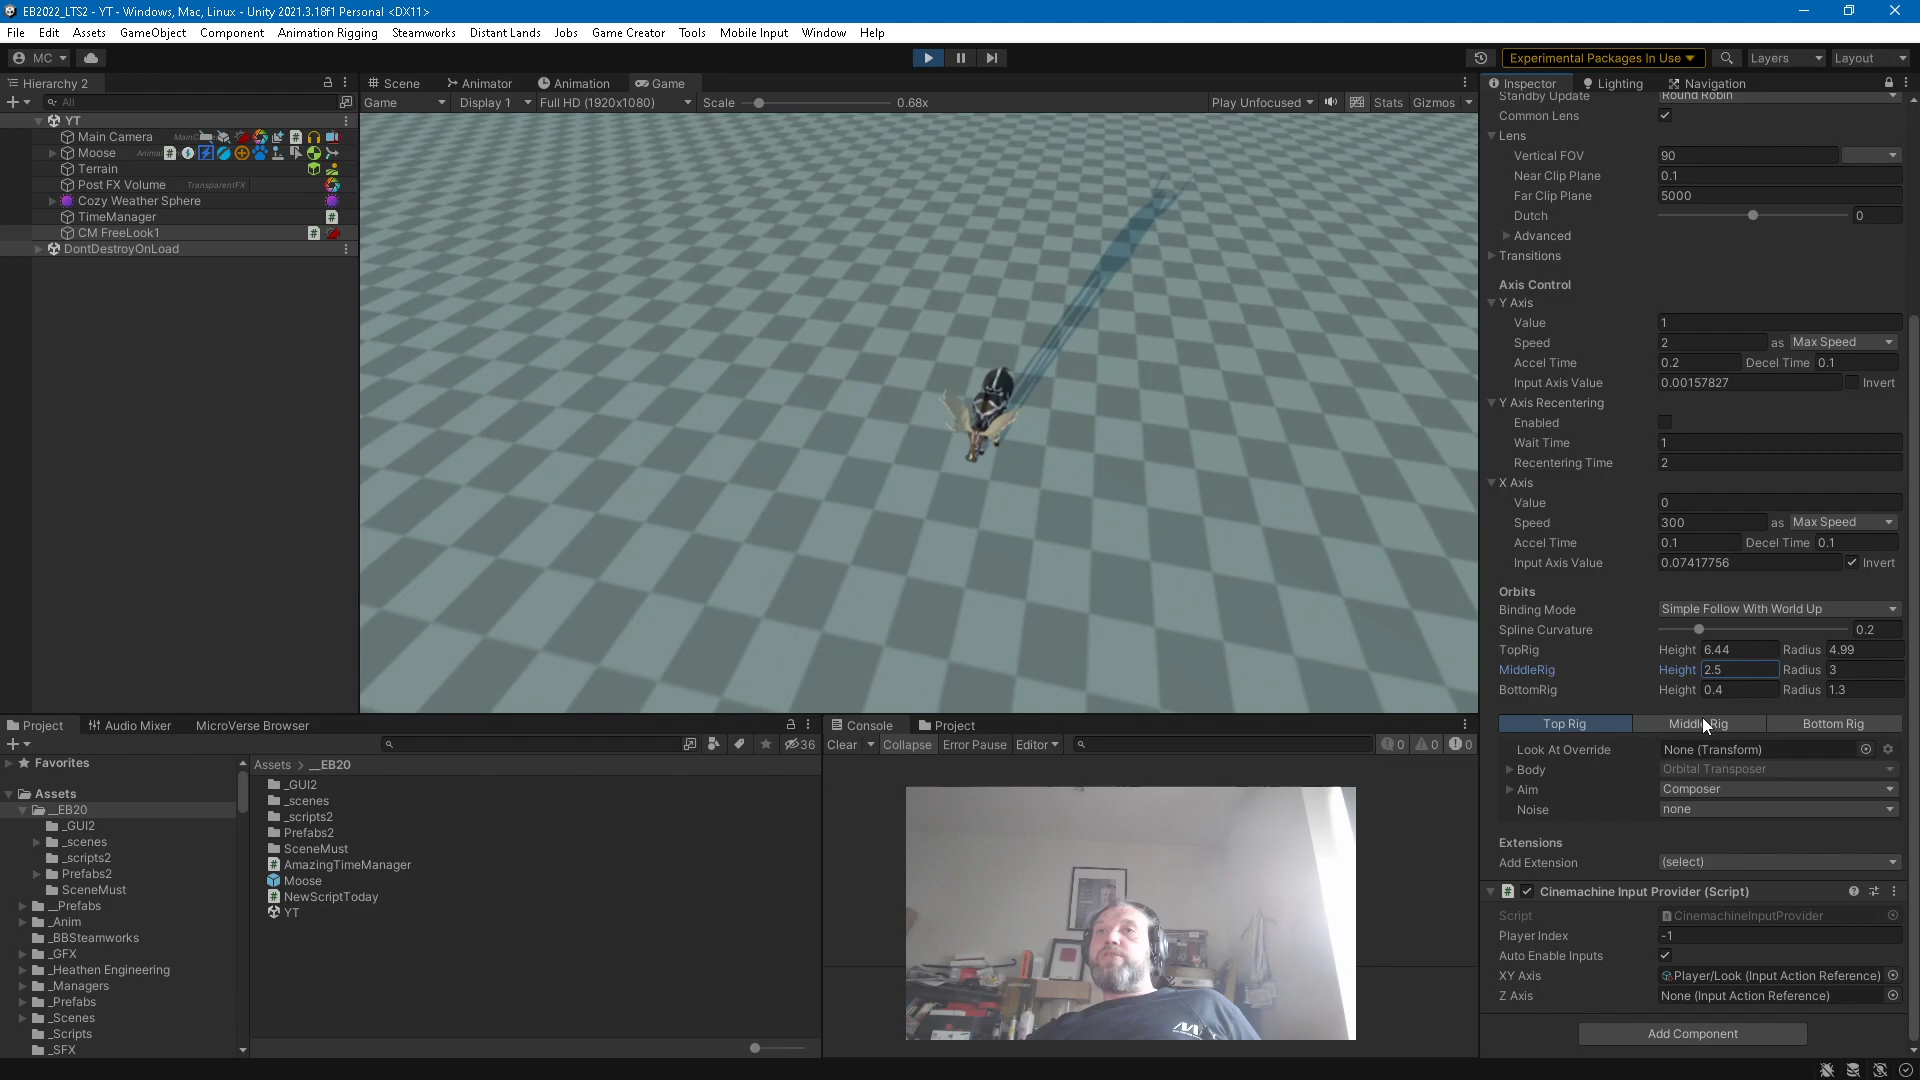 EB2022_LTS2 - YT - Windows, Mac, Linux - Unity 2021.3.18f1 Personal <DX11>
File Edit Assets GameObject Component Animation Rigging Steamworks Distant Lands Jobs Game Creator Tools Mobile Input Window Help
MC Experimental Packages In Use Layers Layout
Hierarchy 2
All
YT
Main Camera
Moose
Terrain
Post FX Volume TransparentFX
Cozy Weather Sphere
TimeManager
CM FreeLook1
DontDestroyOnLoad
Scene Animator Animation Game
Game Display 1 Full HD (1920x1080) Scale 0.68x Play Unfocused Stats Gizmos
Inspector Lighting Navigation
Standby Update Round Robin
Common Lens
Lens
Vertical FOV 90
Near Clip Plane 0.1
Far Clip Plane 5000
Dutch 0
Advanced
Transitions
Axis Control
Y Axis
Value 1
Speed 2 as Max Speed
Accel Time 0.2 Decel Time 0.1
Input Axis Value 0.00157827 Invert
Y Axis Recentering
Enabled
Wait Time 1
Recentering Time 2
X Axis
Value 0
Speed 300 as Max Speed
Accel Time 0.1 Decel Time 0.1
Input Axis Value 0.07417756 Invert
Orbits
Binding Mode Simple Follow With World Up
Spline Curvature 0.2
TopRig Height 6.44 Radius 4.99
MiddleRig Height 2.5 Radius 3
BottomRig Height 0.4 Radius 1.3
Top Rig Middle Rig Bottom Rig
Look At Override None (Transform)
Body Orbital Transposer
Aim Composer
Noise none
Extensions
Add Extension (select)
# Cinemachine Input Provider (Script)
Script CinemachineInputProvider
Player Index -1
Auto Enable Inputs
XY Axis Player/Look (Input Action Reference)
Z Axis None (Input Action Reference)
Add Component
Project Audio Mixer MicroVerse Browser
36
Favorites
Assets
__EB20
_GUI2
_scenes
_scripts2
Prefabs2
SceneMust
__Prefabs
_Anim
_BBSteamworks
_GFX
_Heathen Engineering
_Managers
_Prefabs
_Scenes
_Scripts
_SFX
Assets > __EB20
_GUI2
_scenes
_scripts2
Prefabs2
SceneMust
AmazingTimeManager
Moose
NewScriptToday
YT
Console Project
Clear Collapse Error Pause Editor 0 0 0